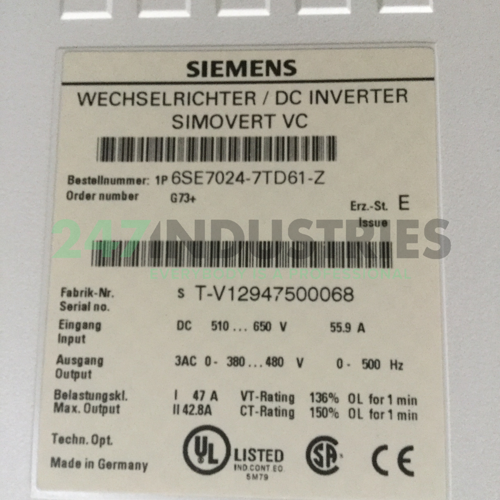 SIEMENS
WECHSELRICHTER / DC INVERTER
SIMOVERT VC
Bestellnummer: 1P 6SE7024-7TD61-Z
Order number G73+
Erz.-St. E
Issue
247INDUSTRIES
Fabrik-Nr. S T-V12947500068
Serial no.
Eingang DC 510 ... 650 V 55.9 A
Input
Ausgang 3AC 0- 380...480 V 0 - 500 Hz
Output
Belastungskl. I 47 A VT-Rating 136% OL for 1 min
Max. Output II 42.8A CT-Rating 150% OL for 1 min
Techn. Opt.
Made in Germany
UL LISTED
IND.CONT.EQ.
5M79
SA CE